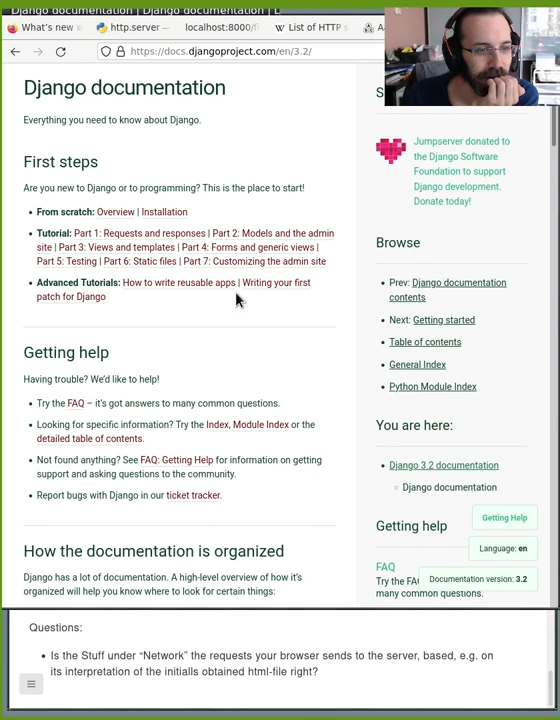 Django documentation | Django documentation | D
What's new
http.server —
localhost:8000/f
List of HTTP s
https://docs.djangoproject.com/en/3.2/
Django documentation
Everything you need to know about Django.
First steps
Are you new to Django or to programming? This is the place to start!
From scratch: Overview | Installation
Tutorial: Part 1: Requests and responses | Part 2: Models and the admin
site | Part 3: Views and templates | Part 4: Forms and generic views |
Part 5: Testing | Part 6: Static files | Part 7: Customizing the admin site
Advanced Tutorials: How to write reusable apps | Writing your first
patch for Django
Getting help
Having trouble? We'd like to help!
Try the FAQ – it's got answers to many common questions.
Looking for specific information? Try the Index, Module Index or the
detailed table of contents.
Not found anything? See FAQ: Getting Help for information on getting
support and asking questions to the community.
Report bugs with Django in our ticket tracker.
How the documentation is organized
Django has a lot of documentation. A high-level overview of how it's
organized will help you know where to look for certain things:
Jumpserver donated to
the Django Software
Foundation to support
Django development.
Donate today!
Browse
Prev: Django documentation
contents
Next: Getting started
Table of contents
General Index
Python Module Index
You are here:
Django 3.2 documentation
Django documentation
Getting help
FAQ
Try the FAQ
many common questions.
Getting Help
Language: en
Documentation version: 3.2
Questions:
Is the Stuff under “Network” the requests your browser sends to the server, based, e.g. on
its interpretation of the initialls obtained html-file right?